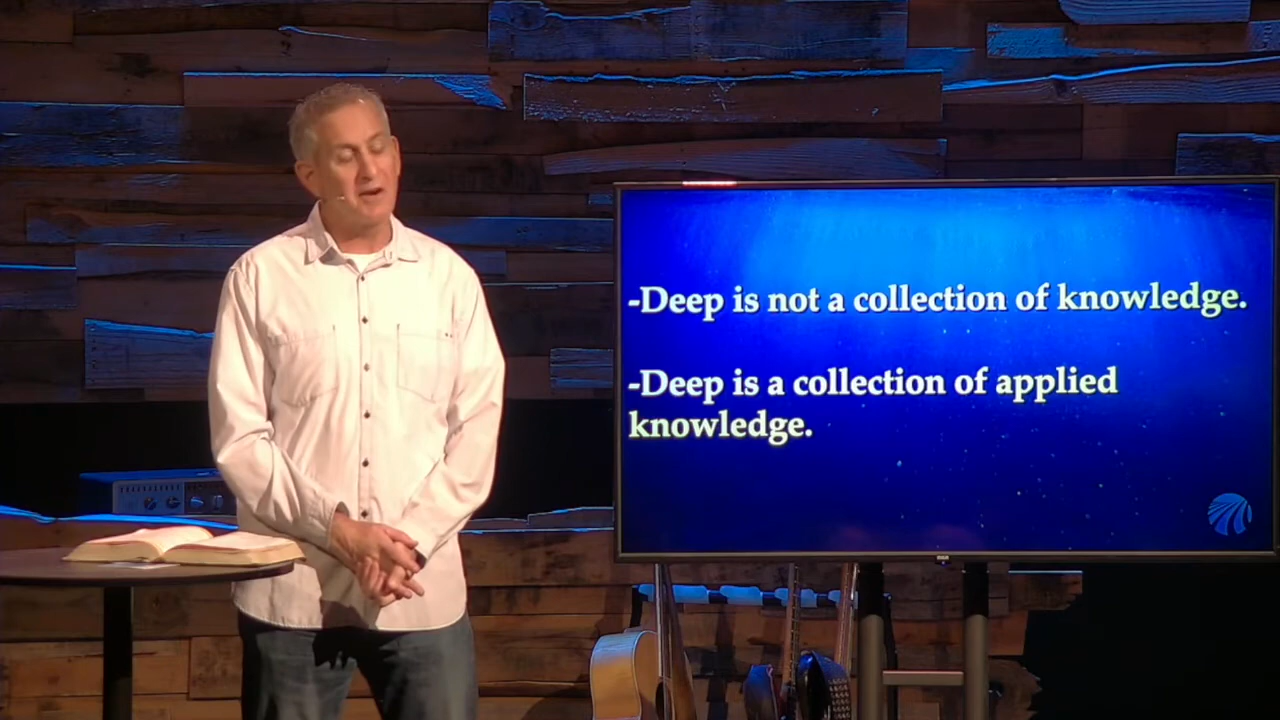 -Deep is not a collection of knowledge.
-Deep is a collection of applied
knowledge.